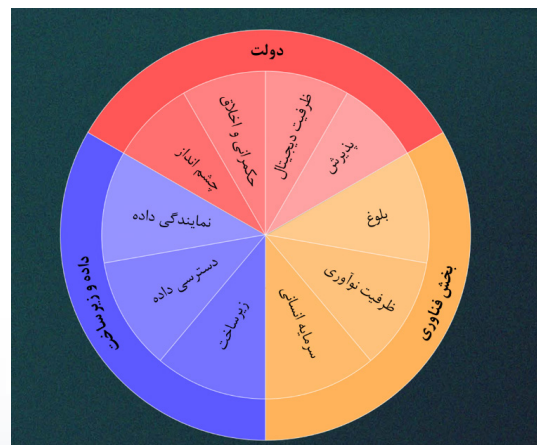 دولت
چشم انداز
حکمرانی و اخلاق
ظرفیت دیجیتال
پذیرش
بخش فناوری
بلوغ
ظرفیت نوآوری
سرمایه انسانی
داده و زیرساخت
نمایندگی داده
دسترسی داده
زیرساخت